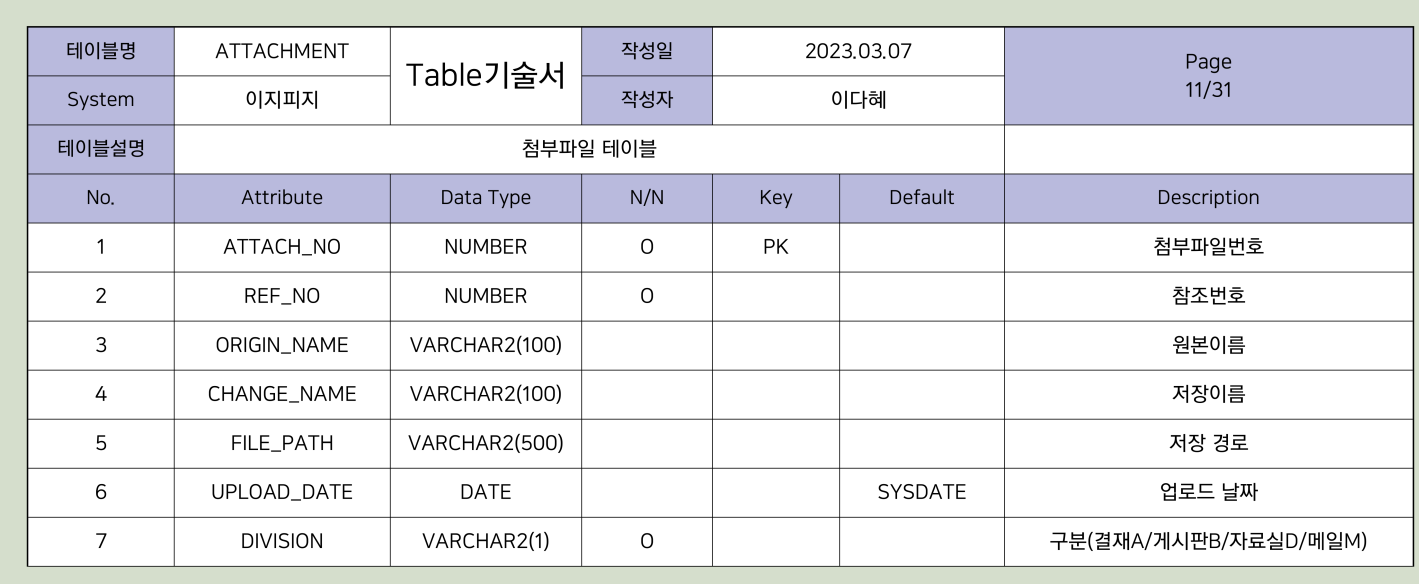 테이블명 ATTACHMENT Table기술서 작성일 2023.03.07 Page
11/31
System 이지피지 작성자 이다혜
테이블설명 첨부파일 테이블
No. Attribute Data Type N/N Key Default Description
1 ATTACH_NO NUMBER O PK 첨부파일번호
2 REF_NO NUMBER O 참조번호
3 ORIGIN_NAME VARCHAR2(100) 원본이름
4 CHANGE_NAME VARCHAR2(100) 저장이름
5 FILE_PATH VARCHAR2(500) 저장 경로
6 UPLOAD_DATE DATE SYSDATE 업로드 날짜
7 DIVISION VARCHAR2(1) O 구분(결재A/게시판B/자료실D/메일M)